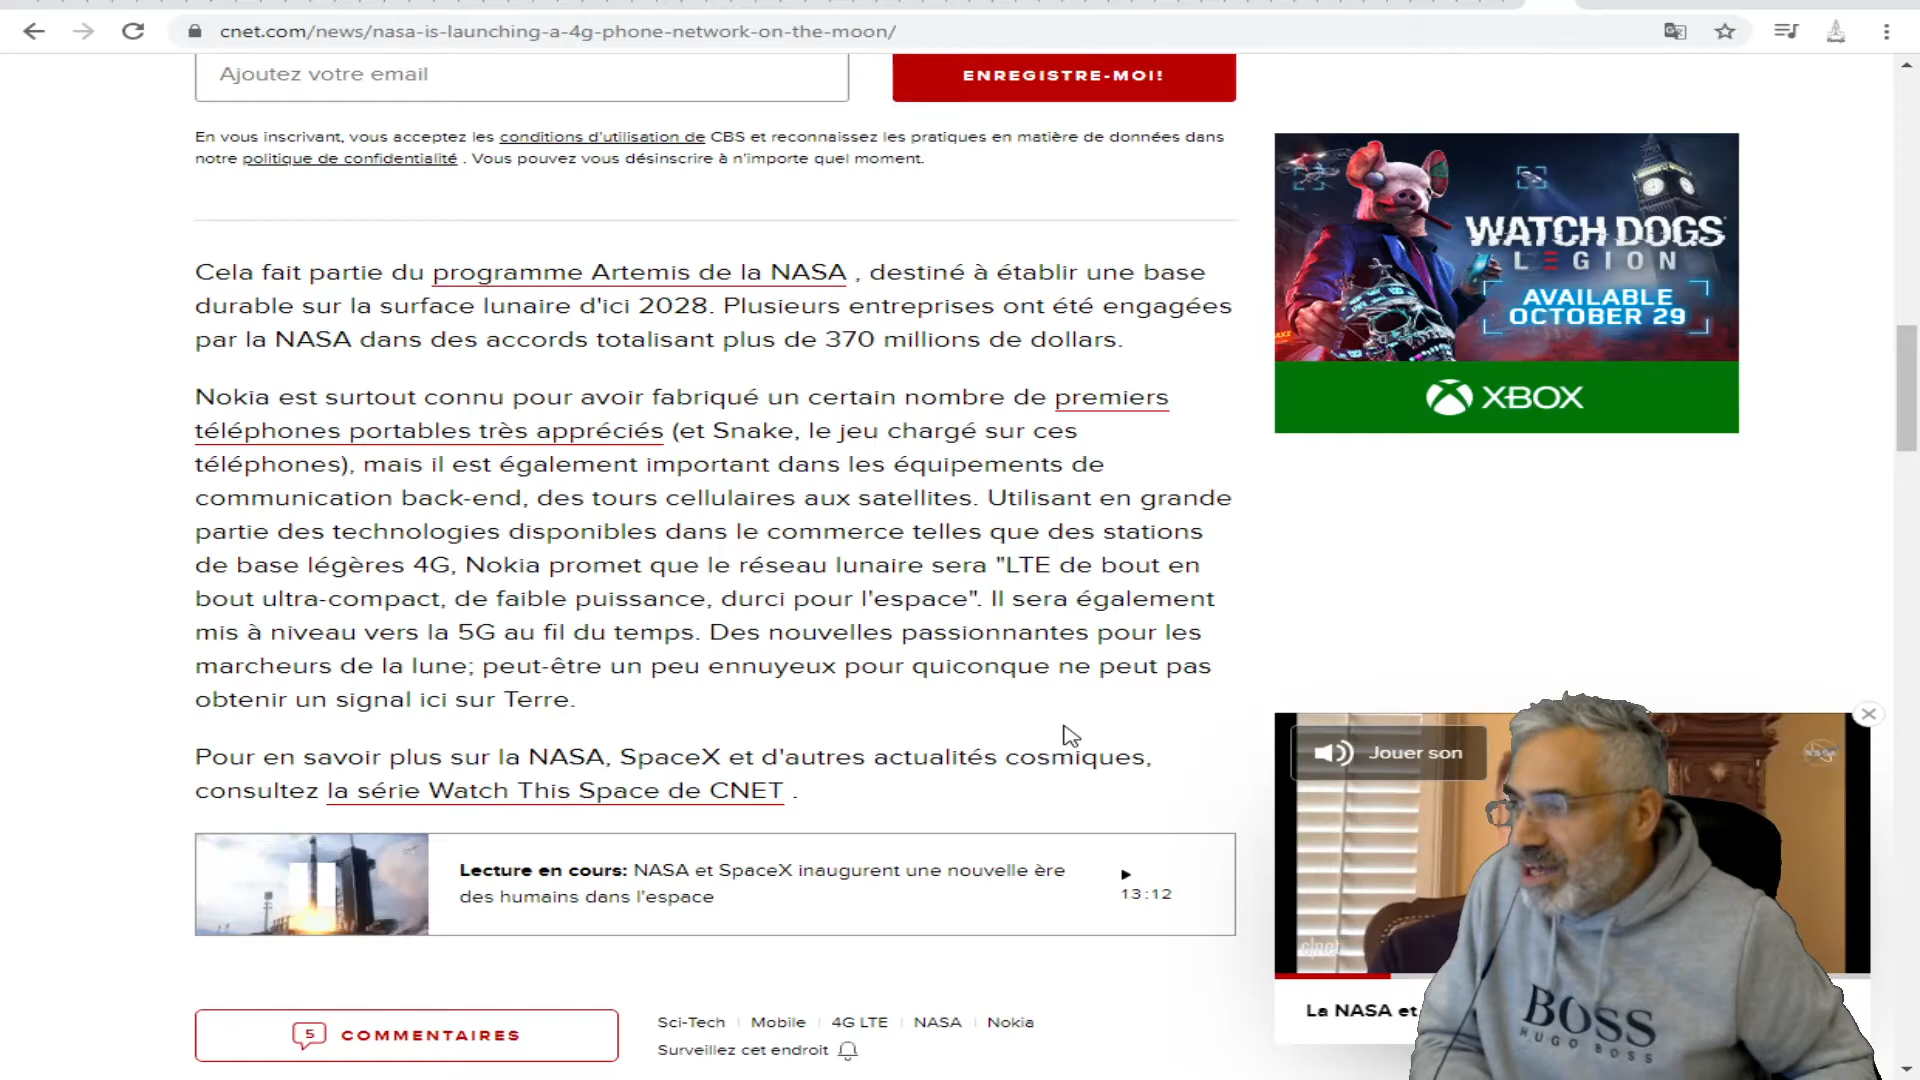 cnet.com/news/nasa-is-launching-a-4g-phone-network-on-the-moon/
Ajoutez votre email
ENREGISTRE-MOI!
En vous inscrivant, vous acceptez les conditions d'utilisation de CBS et reconnaissez les pratiques en matière de données dans
notre politique de confidentialité . Vous pouvez vous désinscrire à n'importe quel moment.
Cela fait partie du programme Artemis de la NASA , destiné à établir une base
durable sur la surface lunaire d'ici 2028. Plusieurs entreprises ont été engagées
par la NASA dans des accords totalisant plus de 370 millions de dollars.
Nokia est surtout connu pour avoir fabriqué un certain nombre de premiers
téléphones portables très appréciés (et Snake, le jeu chargé sur ces
téléphones), mais il est également important dans les équipements de
communication back-end, des tours cellulaires aux satellites. Utilisant en grande
partie des technologies disponibles dans le commerce telles que des stations
de base légères 4G, Nokia promet que le réseau lunaire sera "LTE de bout en
bout ultra-compact, de faible puissance, durci pour l'espace". Il sera également
mis à niveau vers la 5G au fil du temps. Des nouvelles passionnantes pour les
marcheurs de la lune; peut-être un peu ennuyeux pour quiconque ne peut pas
obtenir un signal ici sur Terre.
Pour en savoir plus sur la NASA, SpaceX et d'autres actualités cosmiques,
consultez la série Watch This Space de CNET .
Lecture en cours: NASA et SpaceX inaugurent une nouvelle ère
des humains dans l'espace
13:12
5 COMMENTAIRES
Sci-Tech
Mobile
4G LTE
NASA
Nokia
Surveillez cet endroit
WATCH DOGS
LEGION
AVAILABLE
OCTOBER 29
XBOX
Jouer son
cnet
La NASA et
BOSS
HUGO BOSS